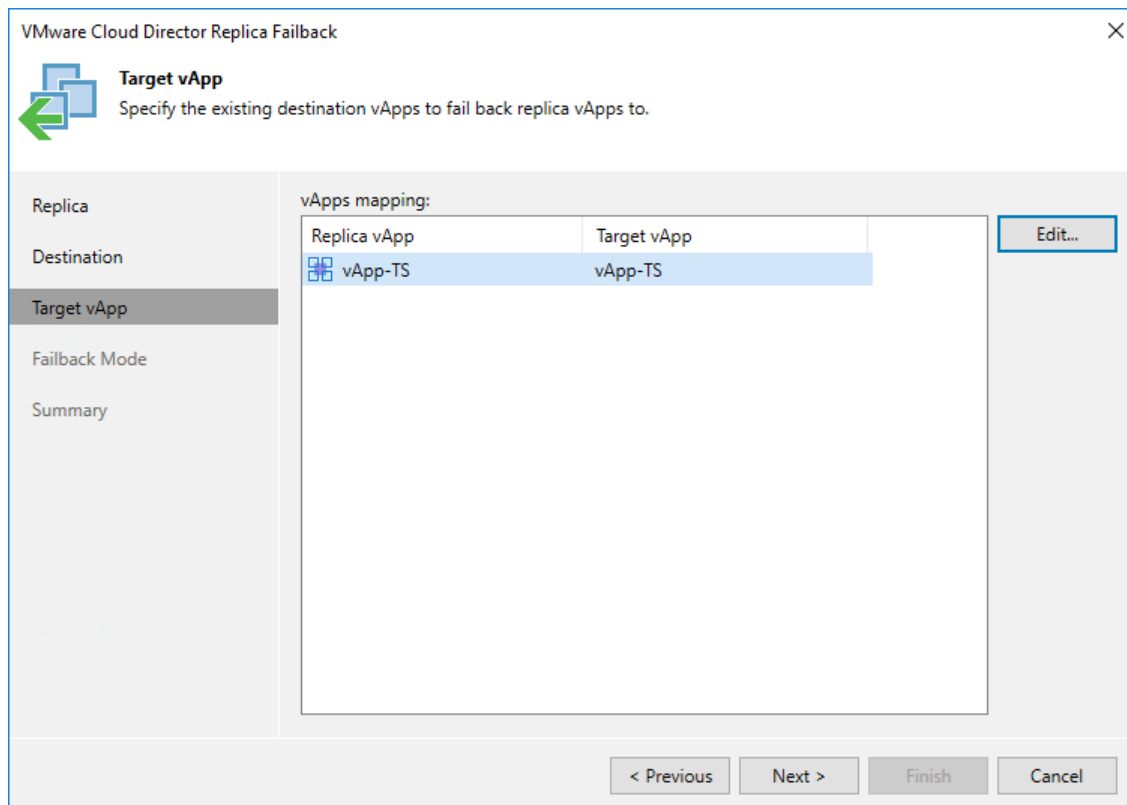 VMware Cloud Director Replica Failback
Target vApp
Specify the existing destination vApps to fail back replica vApps to.
Replica
Destination
Target vApp
Failback Mode
Summary
vApps mapping:
Replica vApp Target vApp
vApp-TS vApp-TS
Edit...
< Previous Next > Finish Cancel